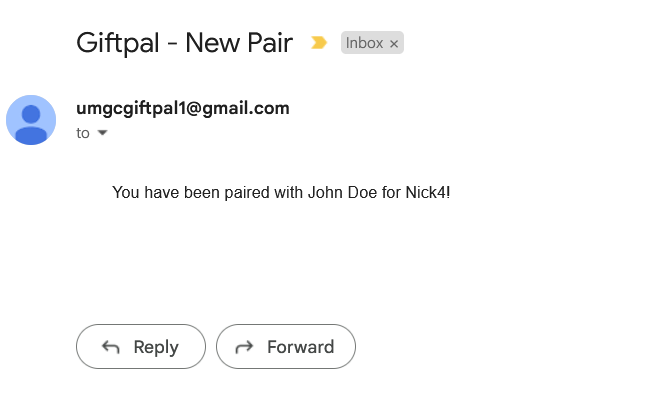 Giftpal - New Pair Inbox ×
umgcgiftpal1@gmail.com
to
You have been paired with John Doe for Nick4!
Reply Forward